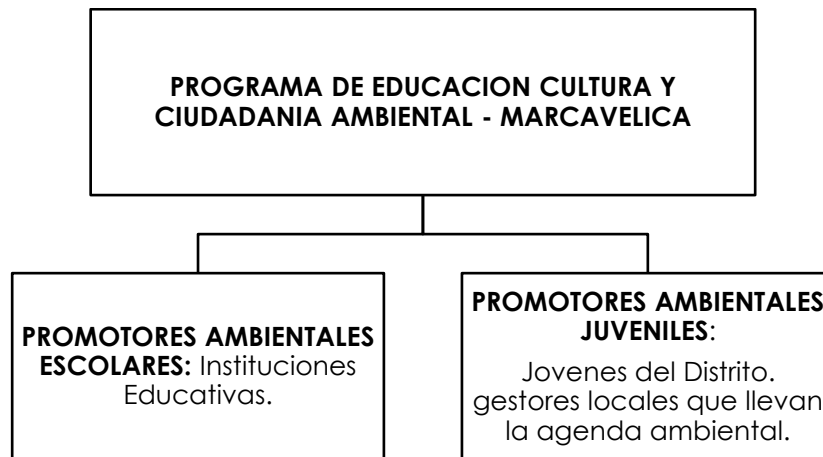 PROGRAMA DE EDUCACION CULTURA Y
CIUDADANIA AMBIENTAL - MARCAVELICA
PROMOTORES AMBIENTALES
ESCOLARES: Instituciones
Educativas.
PROMOTORES AMBIENTALES
JUVENILES:
Jovenes del Distrito.
gestores locales que llevan
la agenda ambiental.